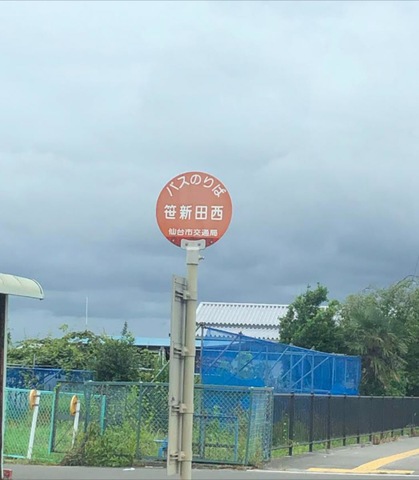 バスのりば
笹新田西
仙台市交通局